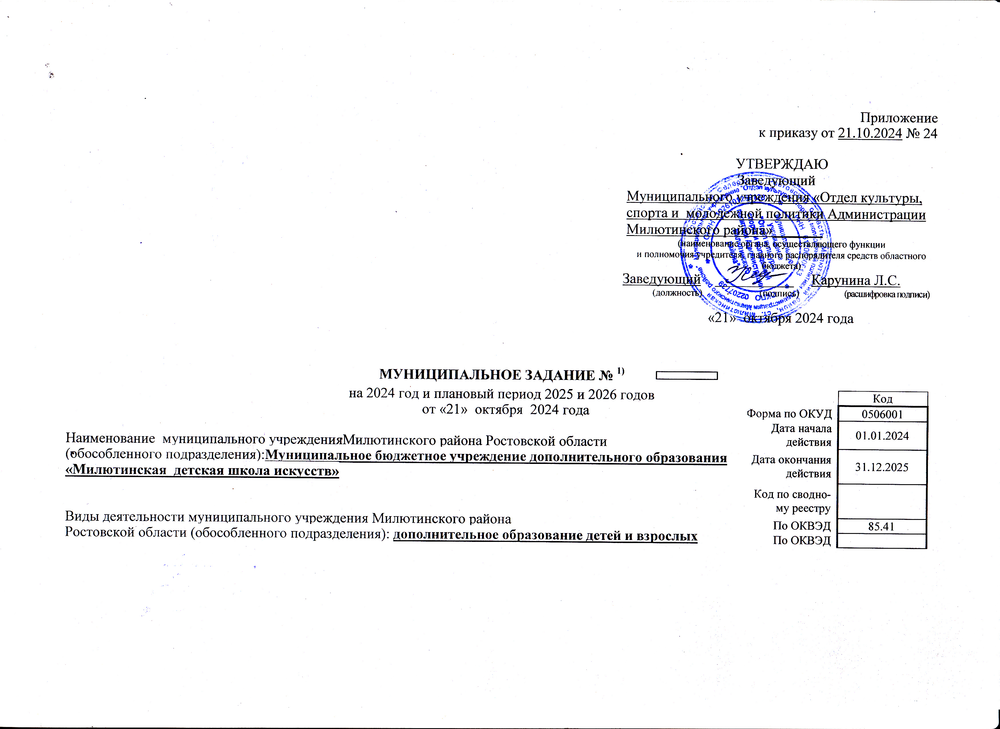 Приложение
к приказу от 21.10.2024 № 24
УТВЕРЖДАЮ
Заведующий
Муниципального учреждения «Отдел культуры,
спорта и молодежной политики Администрации
Милютинского района»
(наименование органа, осуществляющего функции
и полномочия учредителя, главного распорядителя средств областного
бюджета)
Заведующий Карунина Л.С.
(должность) (подпись) (расшифровка подписи)
«21» октября 2024 года
МУНИЦИПАЛЬНОЕ ЗАДАНИЕ № 1)
на 2024 год и плановый период 2025 и 2026 годов
от «21» октября 2024 года
Код
Форма по ОКУД 0506001
Дата начала
действия 01.01.2024
Наименование муниципального учрежденияМилютинского района Ростовской области
(обособленного подразделения):Муниципальное бюджетное учреждение дополнительного образования
«Милютинская детская школа искусств»
Дата окончания
действия 31.12.2025
Код по сводно-
му реестру
Виды деятельности муниципального учреждения Милютинского района
Ростовской области (обособленного подразделения): дополнительное образование детей и взрослых
По ОКВЭД 85.41
По ОКВЭД